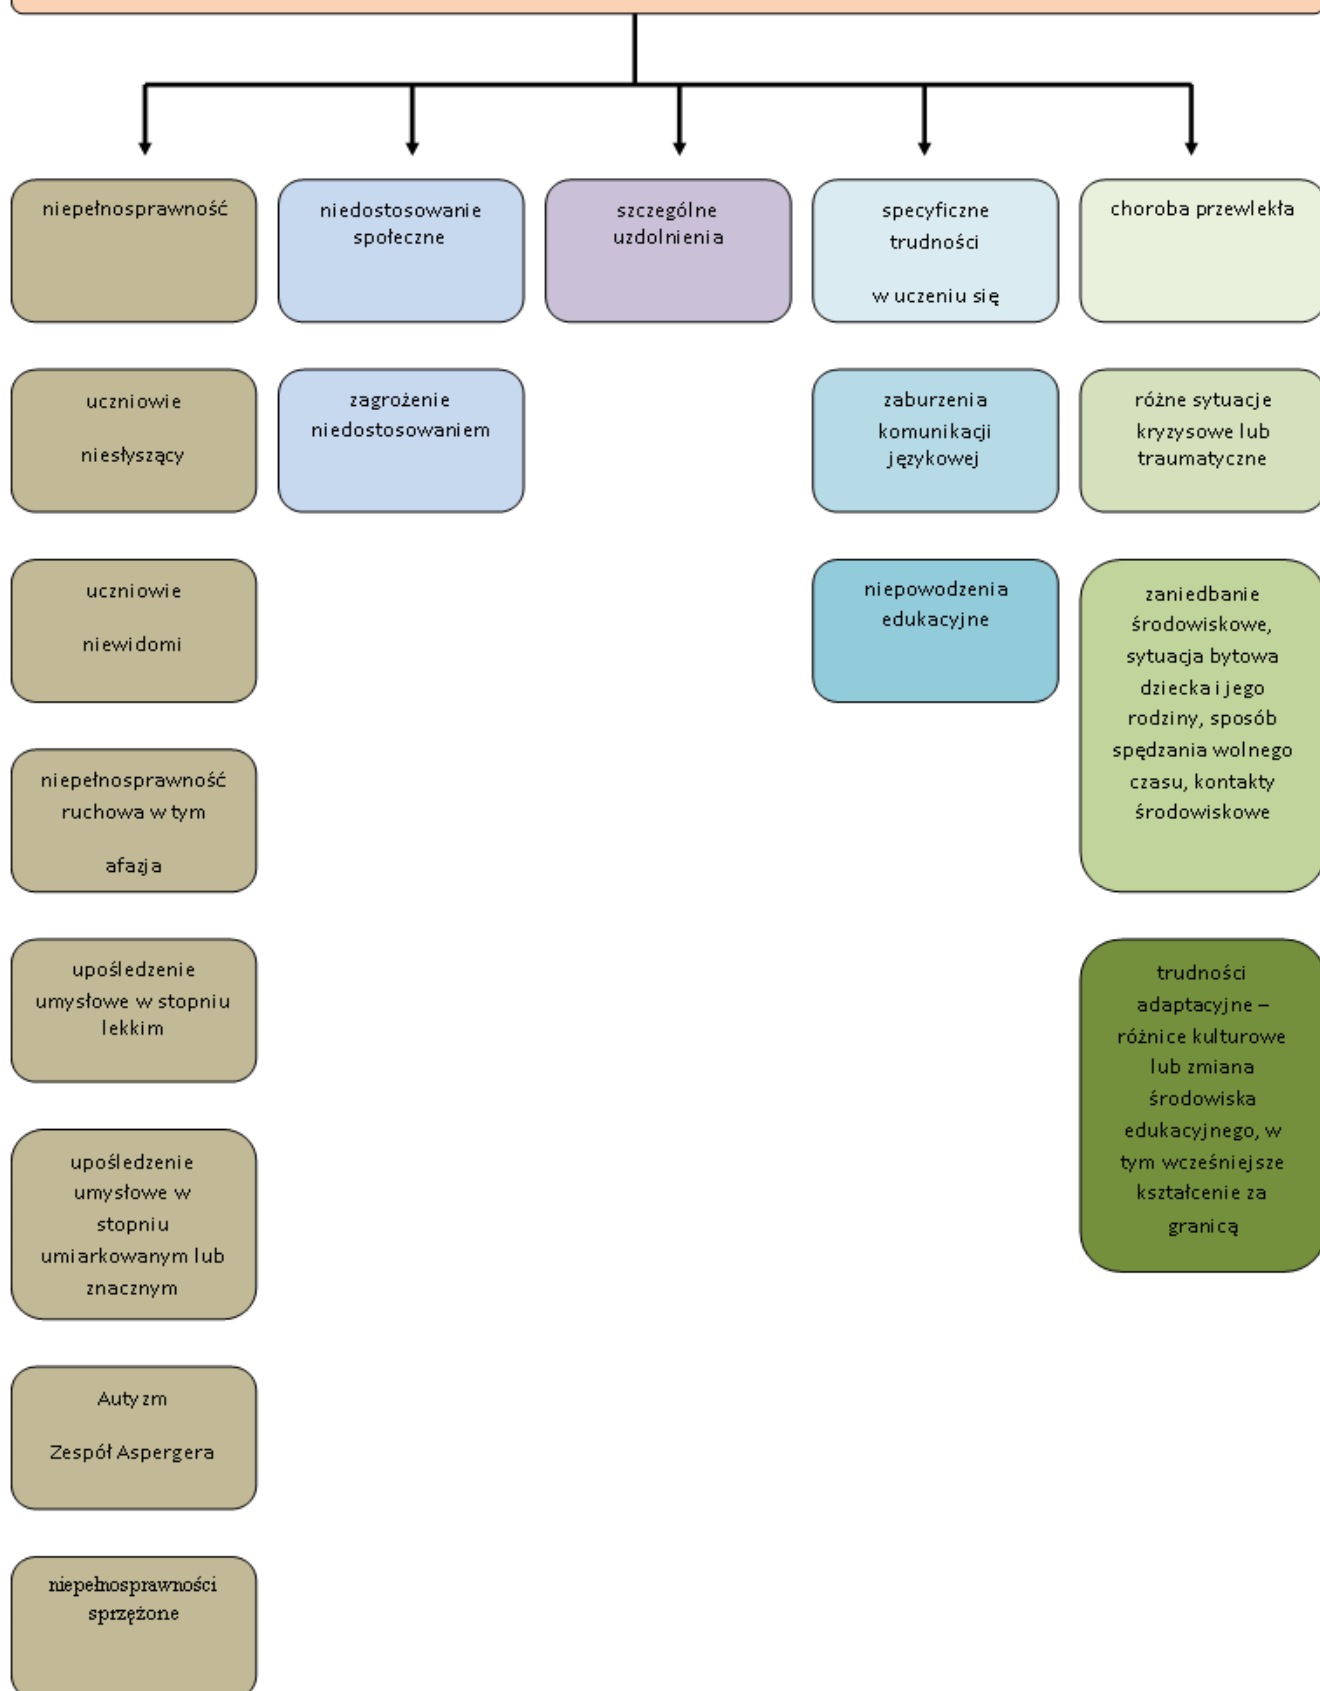 niepełnosprawność
niedostosowanie
społeczne
szczególne
uzdolnienia
specyficzne
trudności
w uczeniu się
choroba przewlekła
uczniowie
niesłyszący
zagrożenie
niedostosowaniem
zaburzenia
komunikacji
językowej
różne sytuacje
kryzysowe lub
traumatyczne
uczniowie
niewidomi
niepowodzenia
edukacyjne
zaniedbanie
środowiskowe,
sytuacja bytowa
dziecka i jego
rodziny, sposób
spędzania wolnego
czasu, kontakty
środowiskowe
niepełnosprawność
ruchowa w tym
afazja
upośledzenie
umysłowe w stopniu
lekkim
trudności
adaptacyjne –
różnice kulturowe
lub zmiana
środowiska
edukacyjnego, w
tym wcześniejsze
kształcenie za
granicą
upośledzenie
umysłowe w
stopniu
umiarkowanym lub
znacznym
Autyzm
Zespół Aspergera
niepełnosprawności
sprzężone